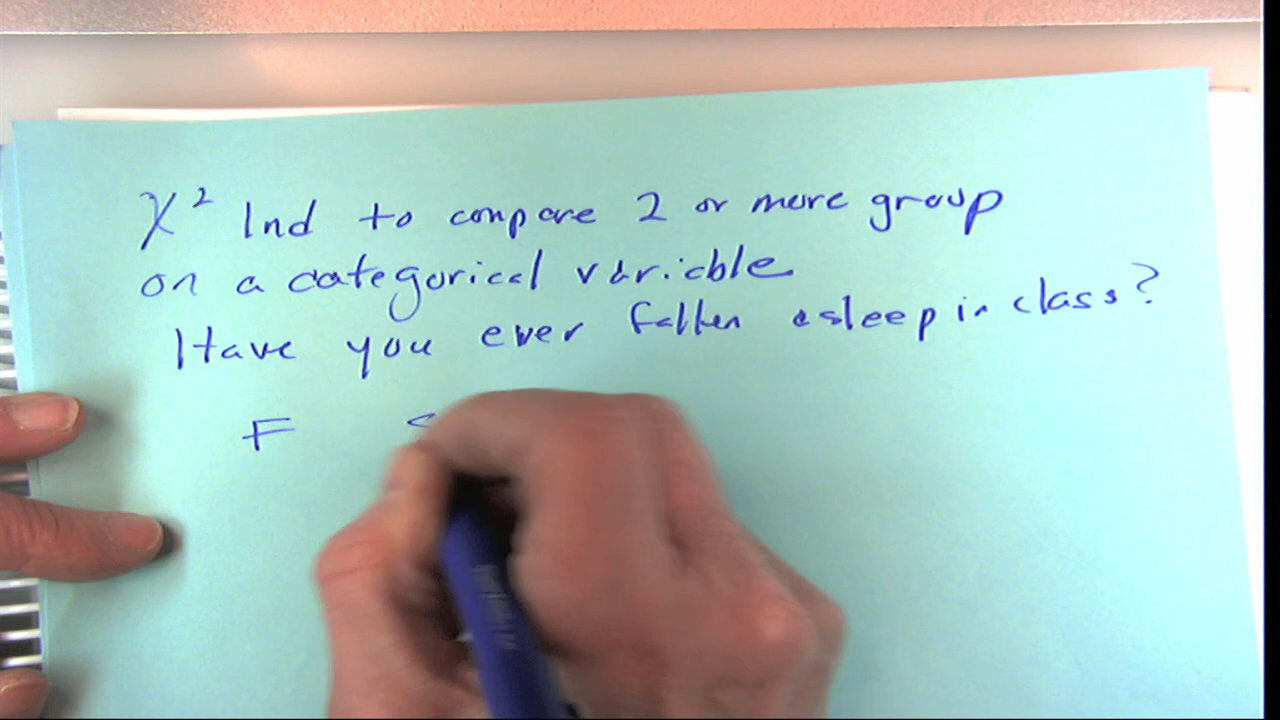 χ² Ind to compare 2 or more group
on a categorical variable
Have you ever fallen asleep in class?
F S